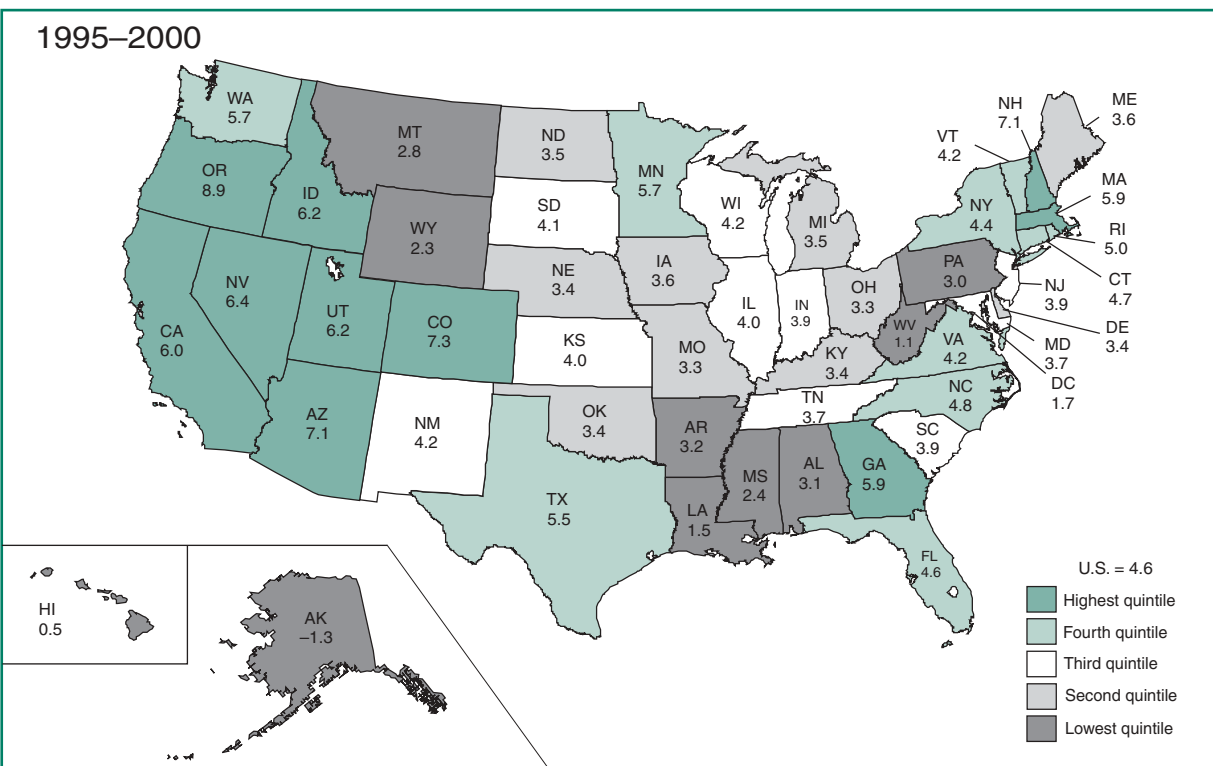 1995–2000
WA
5.7
OR
8.9
ID
6.2
MT
2.8
WY
2.3
ND
3.5
SD
4.1
NE
3.4
KS
4.0
MN
5.7
IA
3.6
MO
3.3
WI
4.2
MI
3.5
IL
4.0
IN
3.9
OH
3.3
KY
3.4
TN
3.7
NV
6.4
UT
6.2
CO
7.3
CA
6.0
AZ
7.1
NM
4.2
OK
3.4
TX
5.5
AR
3.2
LA
1.5
MS
2.4
AL
3.1
GA
5.9
FL
4.6
SC
3.9
NC
4.8
VA
4.2
WV
1.1
PA
3.0
NY
4.4
VT
4.2
NH
7.1
ME
3.6
MA
5.9
RI
5.0
CT
4.7
NJ
3.9
DE
3.4
MD
3.7
DC
1.7
HI
0.5
AK
–1.3
U.S. = 4.6
Highest quintile
Fourth quintile
Third quintile
Second quintile
Lowest quintile